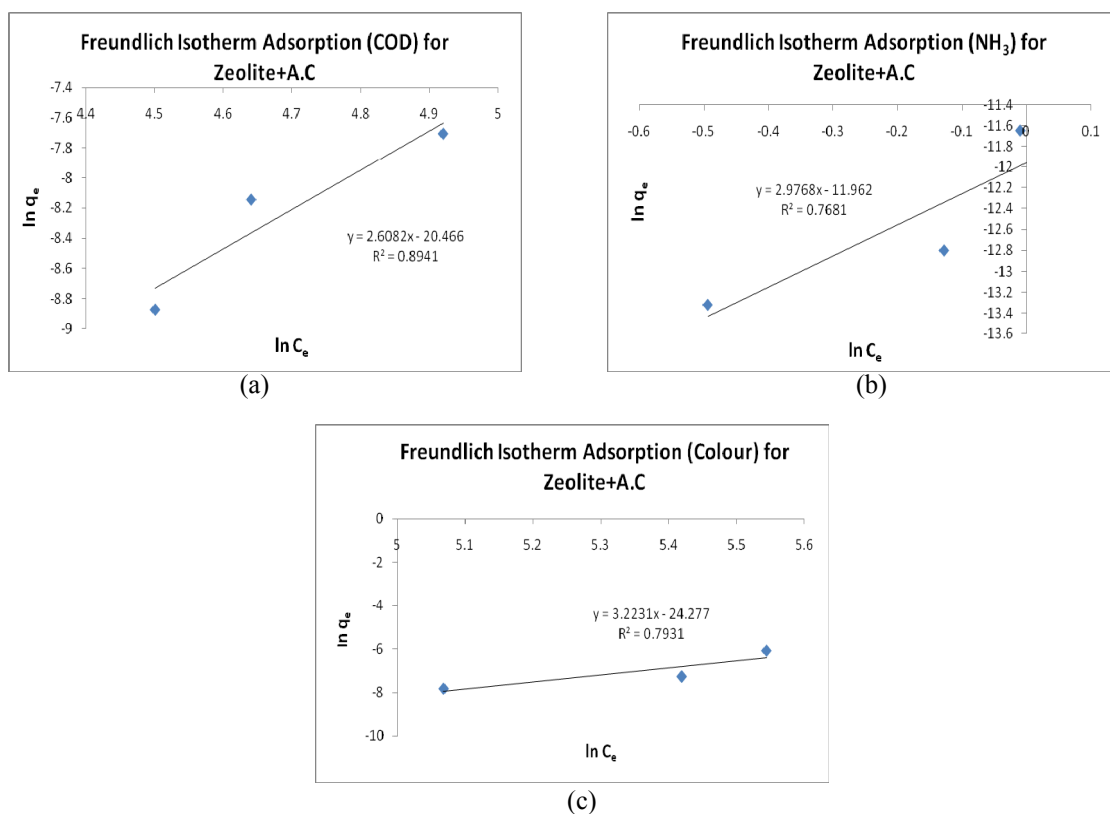 Freundlich Isotherm Adsorption (COD) for
Zeolite+A.C
-7.4
4.4 4.5 4.6 4.7 4.8 4.9 5
-7.6
-7.8
-8
-8.2
-8.4
-8.6
-8.8
-9
ln qe
y = 2.6082x - 20.466
R² = 0.8941
ln Ce
(a)
Freundlich Isotherm Adsorption (NH3) for
Zeolite+A.C
-11.4
-0.6 -0.5 -0.4 -0.3 -0.2 -0.1 0 0.1
-11.6
-11.8
-12
-12.2
-12.4
-12.6
-12.8
-13
-13.2
-13.4
-13.6
ln qe
y = 2.9768x - 11.962
R² = 0.7681
ln Ce
(b)
Freundlich Isotherm Adsorption (Colour) for
Zeolite+A.C
0
5 5.1 5.2 5.3 5.4 5.5 5.6
-2
-4
-6
-8
-10
ln qe
y = 3.2231x - 24.277
R² = 0.7931
ln Ce
(c)